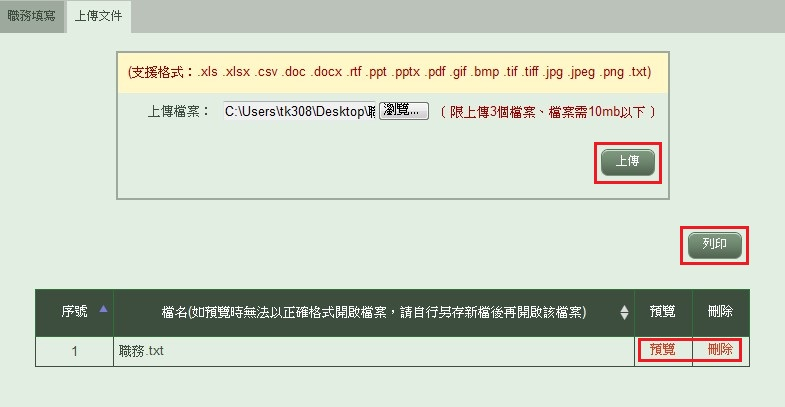 職務填寫 上傳文件
(支援格式：.xls .xlsx .csv .doc .docx .rtf .ppt .pptx .pdf .gif .bmp .tif .tiff .jpg .jpeg .png .txt)
上傳檔案： C:\Users\tk308\Desktop\職 瀏覽... （ 限上傳3個檔案、檔案需10mb以下 ）
上傳
列印
序號 檔名(如預覽時無法以正確格式開啟檔案，請自行另存新檔後再開啟該檔案) 預覽 刪除
1 職務.txt 預覽 刪除